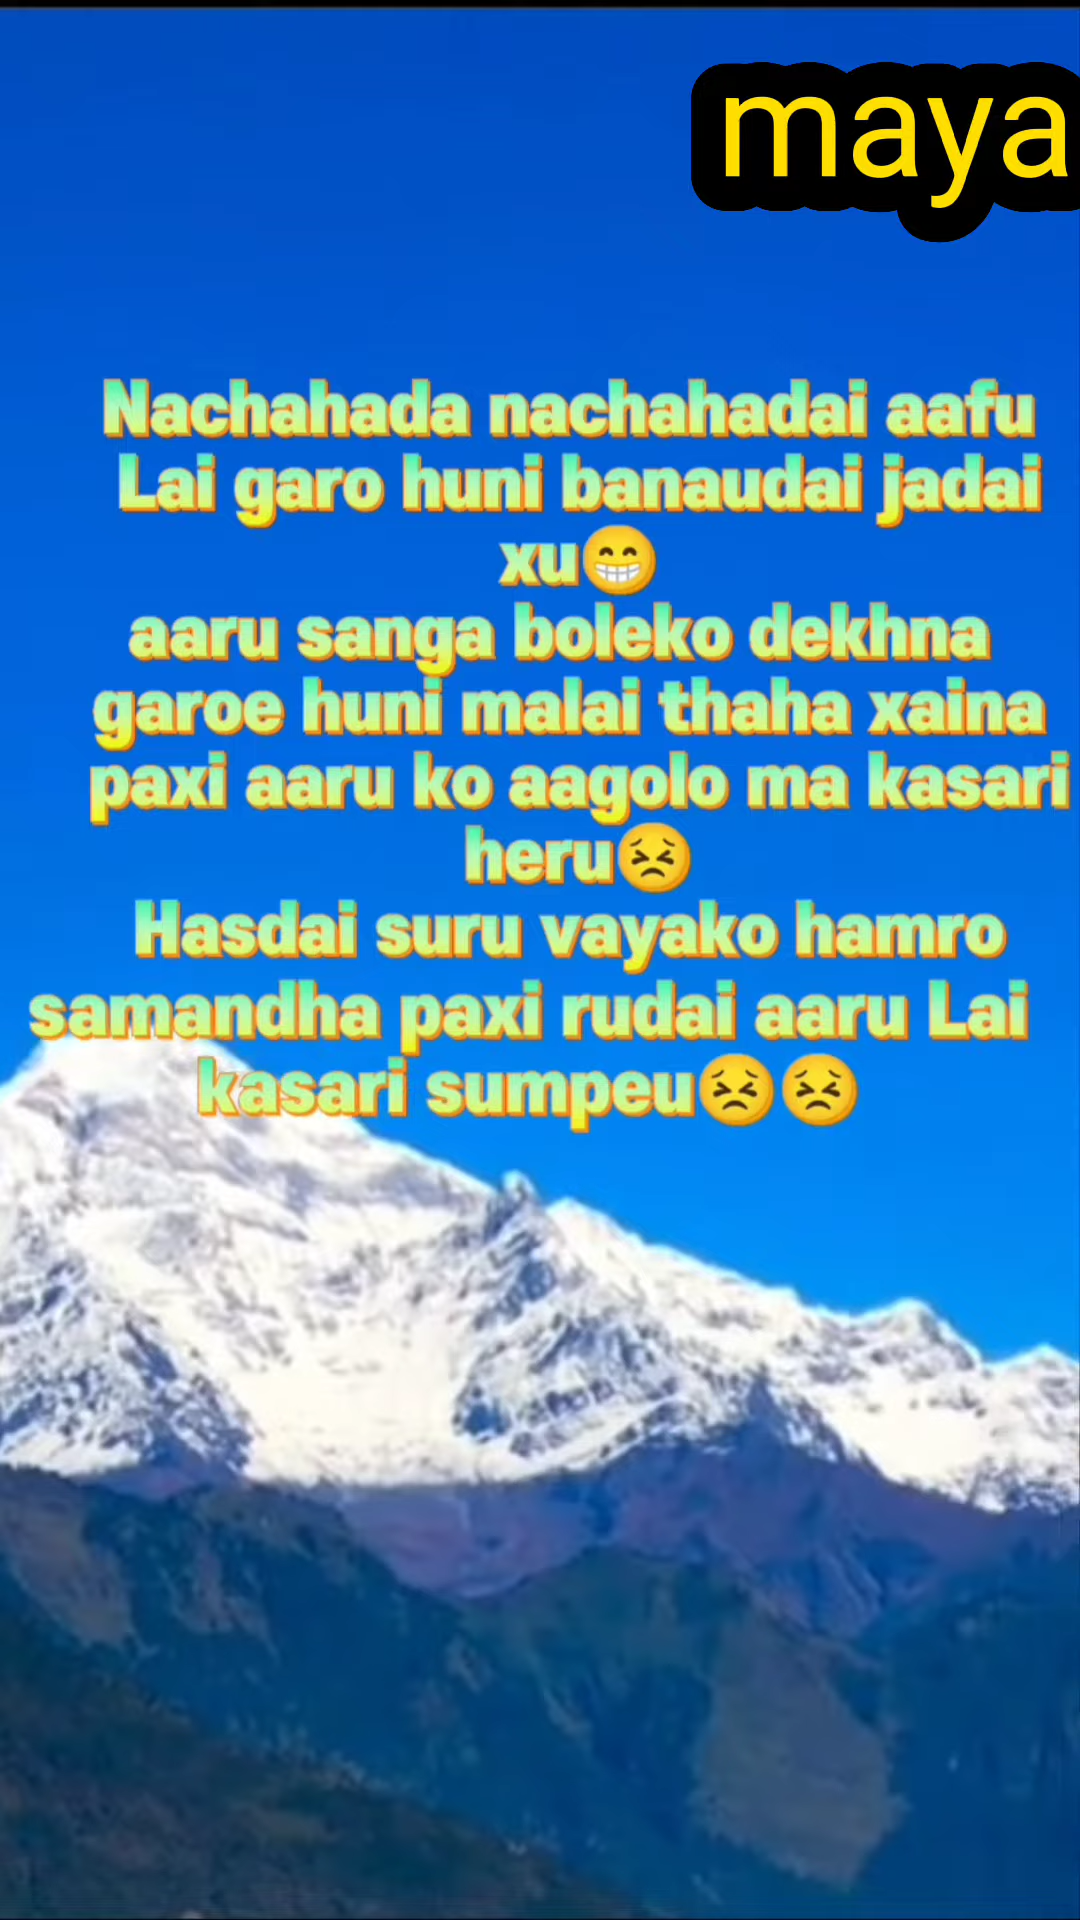 maya
Nachahada nachahadai aafu
Lai garo huni banaudai jadai
xu😁
aaru sanga boleko dekhna
garoe huni malai thaha xaina
paxi aaru ko aagolo ma kasari
heru😣
Hasdai suru vayako hamro
samandha paxi rudai aaru Lai
kasari sumpeu😣😣